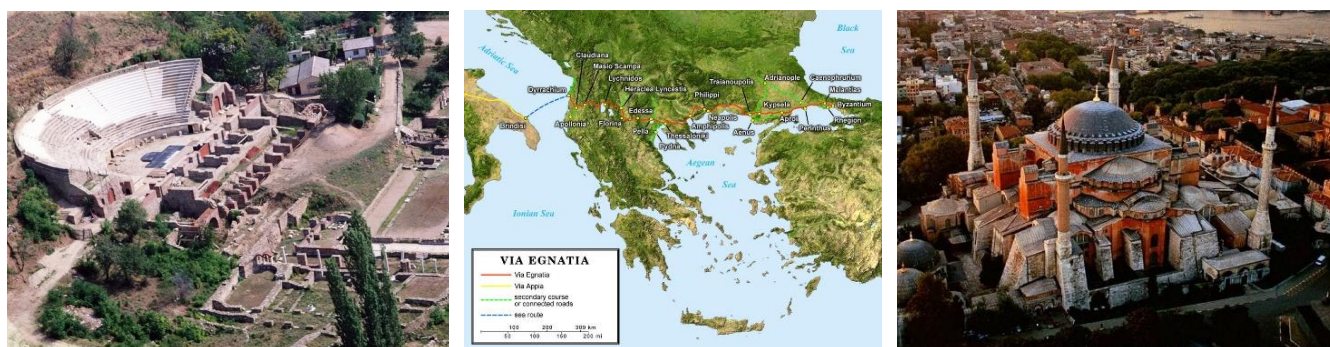 Black
Sea
Adriatic Sea
Claudiana
Masio Scampa
Lychnidos
Heraclea Lyncestis
Dyrrachium
Edessa
Philippi
Traianoupolis
Adrianople
Caenophrurium
Melantias
Byzantium
Kypsela
Neapolis
Brindisi
Apollonia
Florina
Pella
Amphipolis
Thessalonica
Pydna
Apros
Rhegion
Perinthus
Aegean
Sea
Ionian Sea
VIA EGNATIA
Via Egnatia
Via Appia
secondary course
or connected roads
sea route
100 200 309 km
50 100 150 200 mi